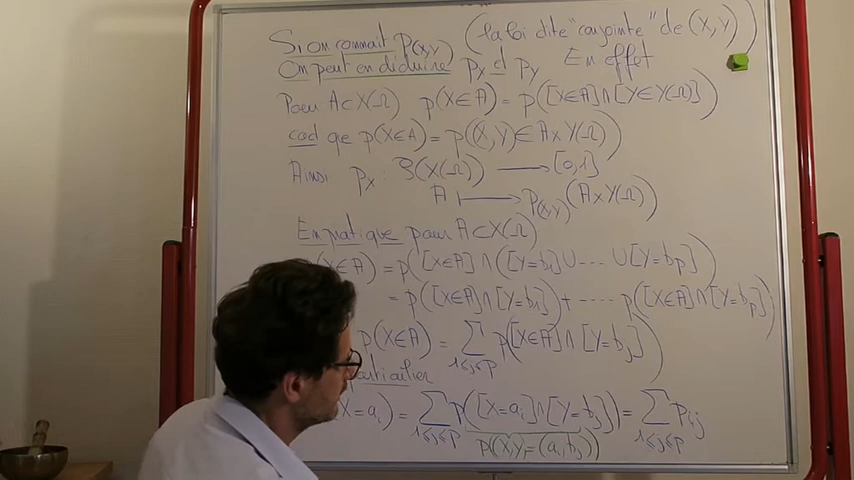 Si on connait P(X,Y) (la loi dite "conjointe" de (X,Y))
On peut en déduire PX et PY En effet
Pour A⊂X(Ω) p(X∈A) = p([X∈A]∩[Y∈Y(Ω)])
càd que p(X∈A) = p((X,Y)∈A×Y(Ω))
Ainsi pX : P(X(Ω)) → [0,1]
A ↦ P(X,Y)(A×Y(Ω))
En pratique pour A⊂X(Ω)
(X∈A) = p([X∈A]∩([Y=b1]∪ ---- ∪[Y=bp]))
= p([X∈A]∩[Y=b1]) + ---- p([X∈A]∩[Y=bp])
p(X∈A) = ∑ 1≤j≤p p([X∈A]∩[Y=bj])
particulier
X=ai) = ∑ 1≤j≤p p([X=ai]∩[Y=bj]) = ∑ 1≤j≤p pij
p((X,Y)=(ai,bj))